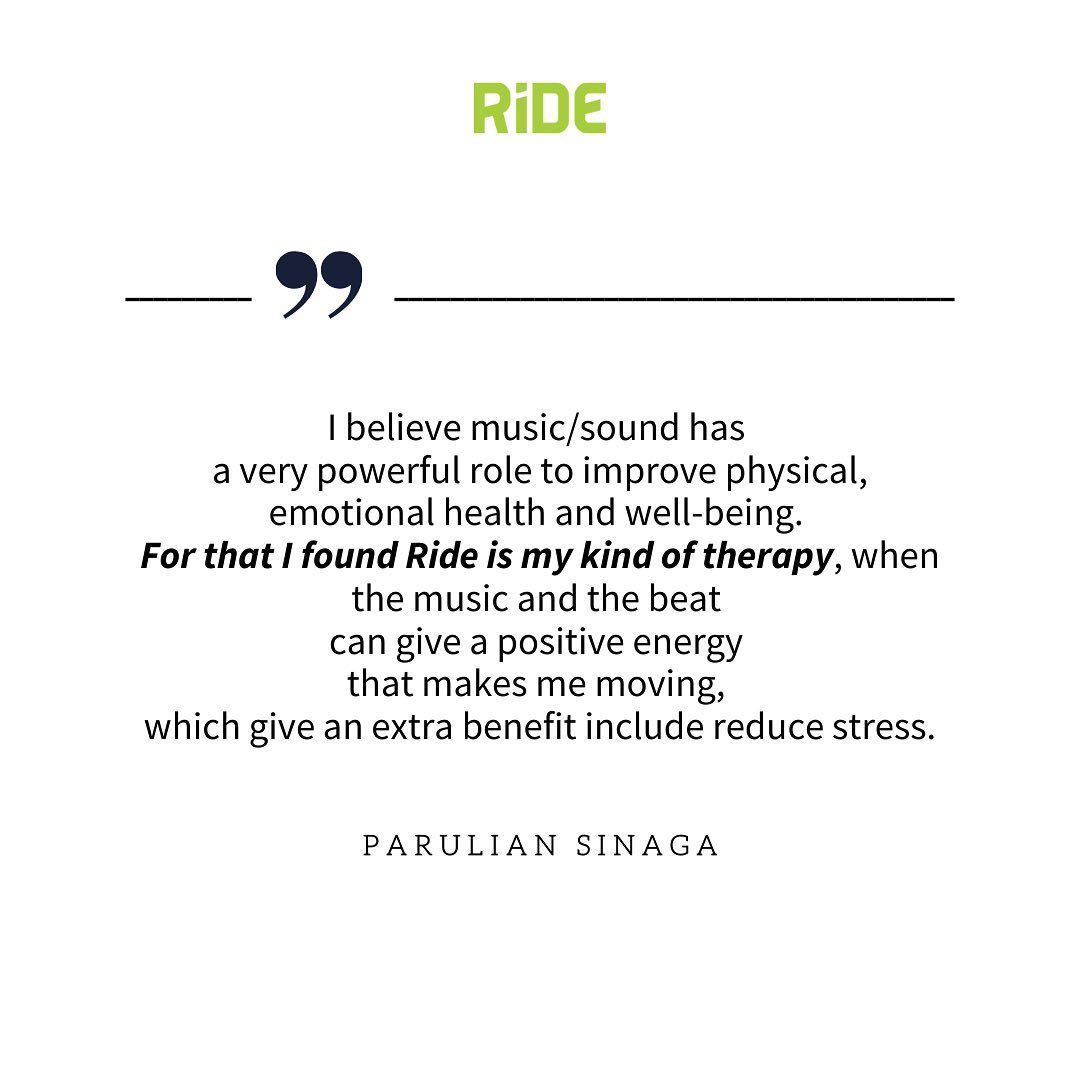 RiDE
”
I believe music/sound has
a very powerful role to improve physical,
emotional health and well-being.
For that I found Ride is my kind of therapy, when
the music and the beat
can give a positive energy
that makes me moving,
which give an extra benefit include reduce stress.
PARULIAN SINAGA